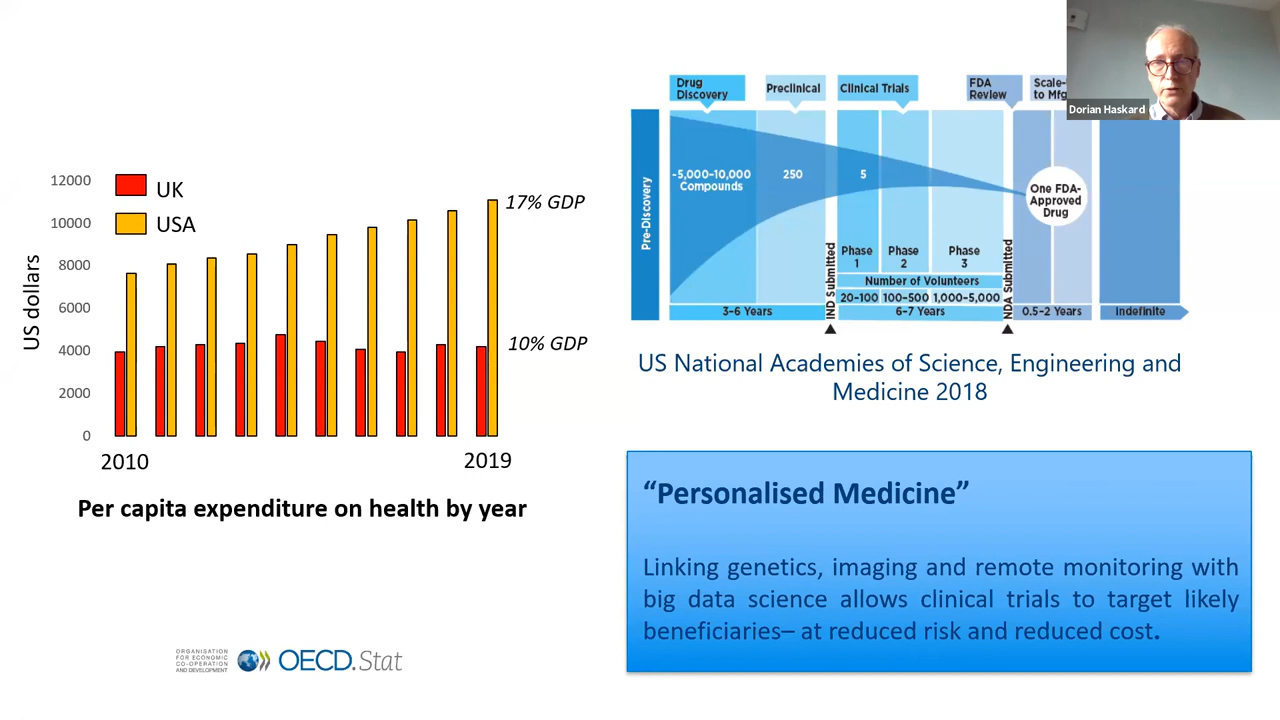 12000
10000
8000
6000
4000
2000
0
US dollars
UK
USA
17% GDP
10% GDP
2010
2019
Per capita expenditure on health by year
ORGANISATION
FOR ECONOMIC
CO-OPERATION
AND DEVELOPMENT
OECD.Stat
Drug
Discovery
Preclinical
Clinical Trials
FDA
Review
Scale-
to Mfg
Dorian Haskard
Pre-Discovery
~5,000–10,000
Compounds
250
5
One FDA-
Approved
Drug
IND Submitted
Phase
1
Phase
2
Phase
3
NDA Submitted
Number of Volunteers
20–100
100–500
1,000–5,000
3–6 Years
6–7 Years
0.5–2 Years
Indefinite
US National Academies of Science, Engineering and
Medicine 2018
“Personalised Medicine”
Linking genetics, imaging and remote monitoring with
big data science allows clinical trials to target likely
beneficiaries– at reduced risk and reduced cost.